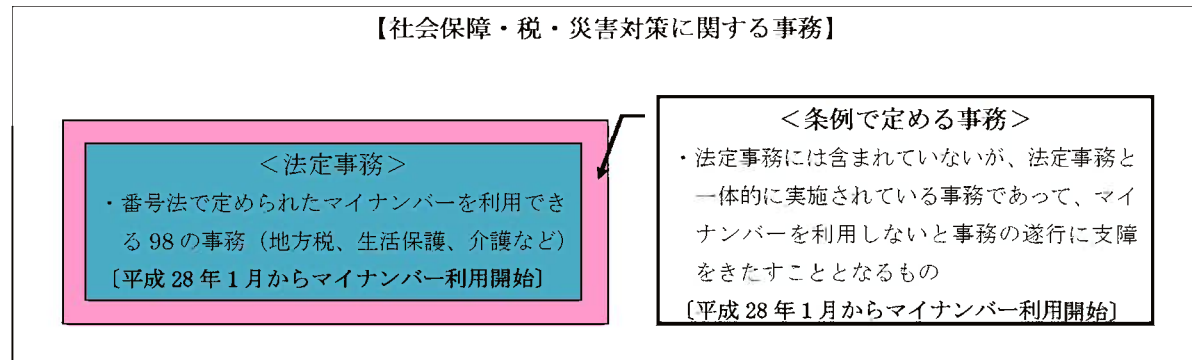 【社会保障・税・災害対策に関する事務】
＜法定事務＞
・番号法で定められたマイナンバーを利用でき
る 98 の事務（地方税、生活保護、介護など）
〔平成 28 年 1 月からマイナンバー利用開始〕
＜条例で定める事務＞
・法定事務には含まれていないが、法定事務と
一体的に実施されている事務であって、マイ
ナンバーを利用しないと事務の遂行に支障
をきたすこととなるもの
〔平成 28 年 1 月からマイナンバー利用開始〕